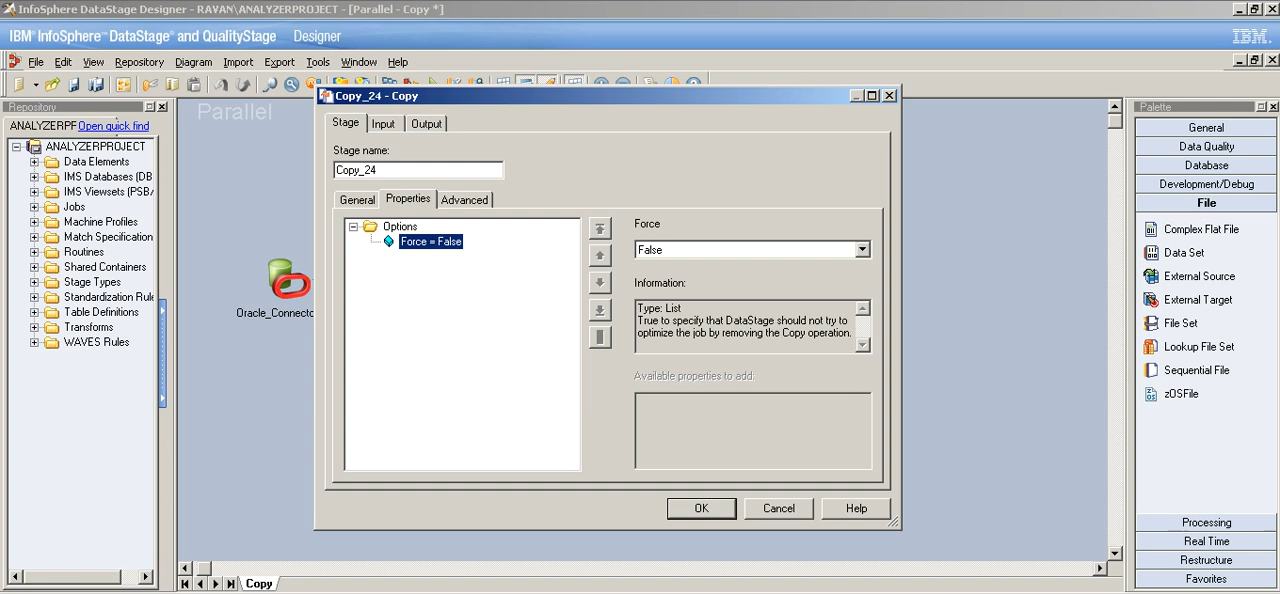 InfoSphere DataStage Designer - RAVAN\ANALYZERPROJECT - [Parallel - Copy *]
IBM® InfoSphere™ DataStage® and QualityStage Designer
IBM.
File Edit View Repository Diagram Import Export Tools Window Help
Repository
ANALYZERPF Open quick find
ANALYZERPROJECT
Data Elements
IMS Databases (DB
IMS Viewsets (PSB/
Jobs
Machine Profiles
Match Specification
Routines
Shared Containers
Stage Types
Standardization Rule
Table Definitions
Transforms
WAVES Rules
Parallel
Oracle_Connecto
Copy
Copy_24 - Copy
Stage Input Output
Stage name:
Copy_24
General Properties Advanced
Options
Force = False
Force
False
Information:
Type: List
True to specify that DataStage should not try to
optimize the job by removing the Copy operation.
Available properties to add:
OK Cancel Help
Palette
General
Data Quality
Database
Development/Debug
File
Complex Flat File
Data Set
External Source
External Target
File Set
Lookup File Set
Sequential File
zOSFile
Processing
Real Time
Restructure
Favorites